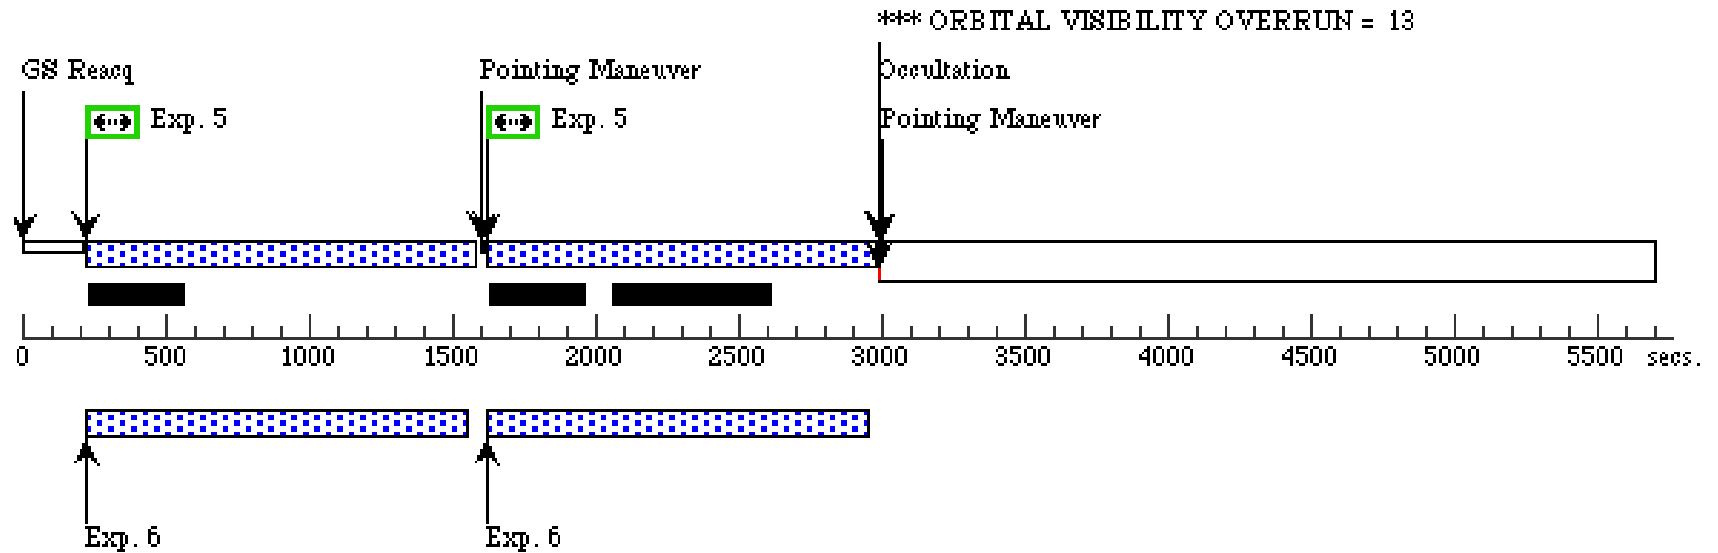 *** ORBITAL VISIBILITY OVERRUN = 13
GS Reacq
Pointing Maneuver
Occultation
Exp. 5
Exp. 5
Pointing Maneuver
0 500 1000 1500 2000 2500 3000 3500 4000 4500 5000 5500 secs.
Exp. 6
Exp. 6